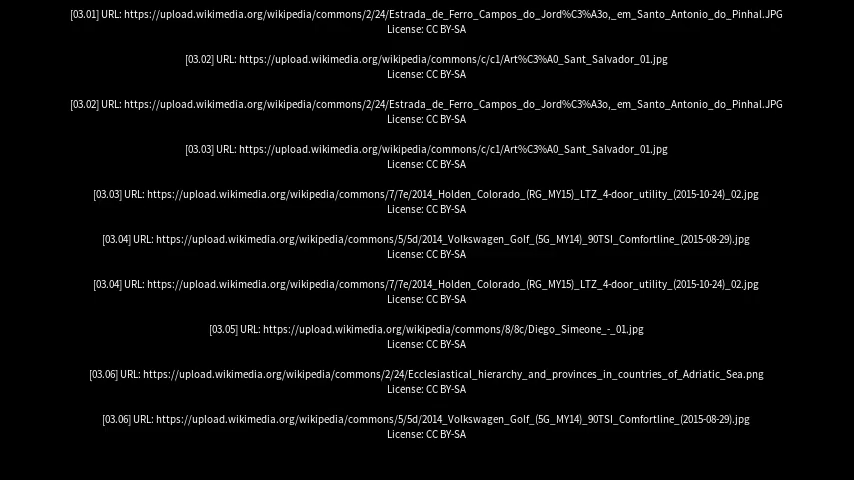 [03.01] URL: https://upload.wikimedia.org/wikipedia/commons/2/24/Estrada_de_Ferro_Campos_do_Jord%C3%A3o,_em_Santo_Antonio_do_Pinhal.JPG
License: CC BY-SA
[03.02] URL: https://upload.wikimedia.org/wikipedia/commons/c/c1/Art%C3%A0_Sant_Salvador_01.jpg
License: CC BY-SA
[03.02] URL: https://upload.wikimedia.org/wikipedia/commons/2/24/Estrada_de_Ferro_Campos_do_Jord%C3%A3o,_em_Santo_Antonio_do_Pinhal.JPG
License: CC BY-SA
[03.03] URL: https://upload.wikimedia.org/wikipedia/commons/c/c1/Art%C3%A0_Sant_Salvador_01.jpg
License: CC BY-SA
[03.03] URL: https://upload.wikimedia.org/wikipedia/commons/7/7e/2014_Holden_Colorado_(RG_MY15)_LTZ_4-door_utility_(2015-10-24)_02.jpg
License: CC BY-SA
[03.04] URL: https://upload.wikimedia.org/wikipedia/commons/5/5d/2014_Volkswagen_Golf_(5G_MY14)_90TSI_Comfortline_(2015-08-29).jpg
License: CC BY-SA
[03.04] URL: https://upload.wikimedia.org/wikipedia/commons/7/7e/2014_Holden_Colorado_(RG_MY15)_LTZ_4-door_utility_(2015-10-24)_02.jpg
License: CC BY-SA
[03.05] URL: https://upload.wikimedia.org/wikipedia/commons/8/8c/Diego_Simeone_-_01.jpg
License: CC BY-SA
[03.06] URL: https://upload.wikimedia.org/wikipedia/commons/2/24/Ecclesiastical_hierarchy_and_provinces_in_countries_of_Adriatic_Sea.png
License: CC BY-SA
[03.06] URL: https://upload.wikimedia.org/wikipedia/commons/5/5d/2014_Volkswagen_Golf_(5G_MY14)_90TSI_Comfortline_(2015-08-29).jpg
License: CC BY-SA